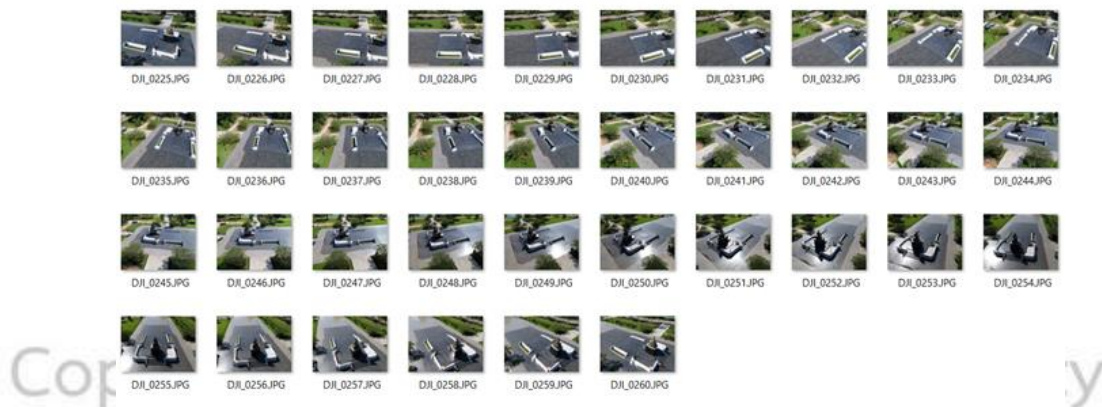 DJI_0225.JPG DJI_0226.JPG DJI_0227.JPG DJI_0228.JPG DJI_0229.JPG DJI_0230.JPG DJI_0231.JPG DJI_0232.JPG DJI_0233.JPG DJI_0234.JPG
DJI_0235.JPG DJI_0236.JPG DJI_0237.JPG DJI_0238.JPG DJI_0239.JPG DJI_0240.JPG DJI_0241.JPG DJI_0242.JPG DJI_0243.JPG DJI_0244.JPG
DJI_0245.JPG DJI_0246.JPG DJI_0247.JPG DJI_0248.JPG DJI_0249.JPG DJI_0250.JPG DJI_0251.JPG DJI_0252.JPG DJI_0253.JPG DJI_0254.JPG
DJI_0255.JPG DJI_0256.JPG DJI_0257.JPG DJI_0258.JPG DJI_0259.JPG DJI_0260.JPG